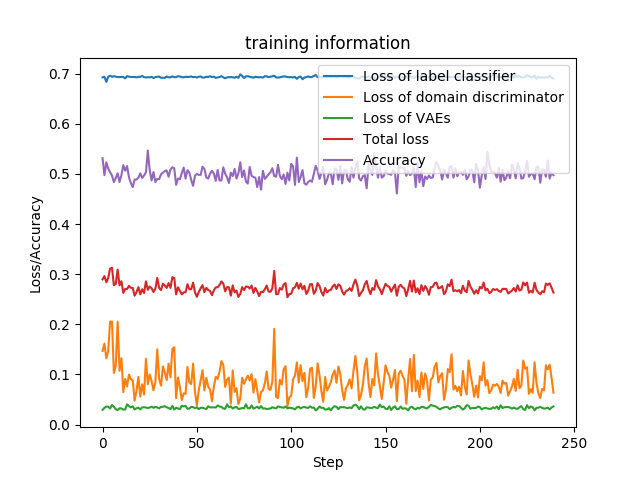 training information
Loss/Accuracy
0.7
0.6
0.5
0.4
0.3
0.2
0.1
0.0
Loss of label classifier
Loss of domain discriminator
Loss of VAEs
Total loss
Accuracy
0 50 100 150 200 250
Step